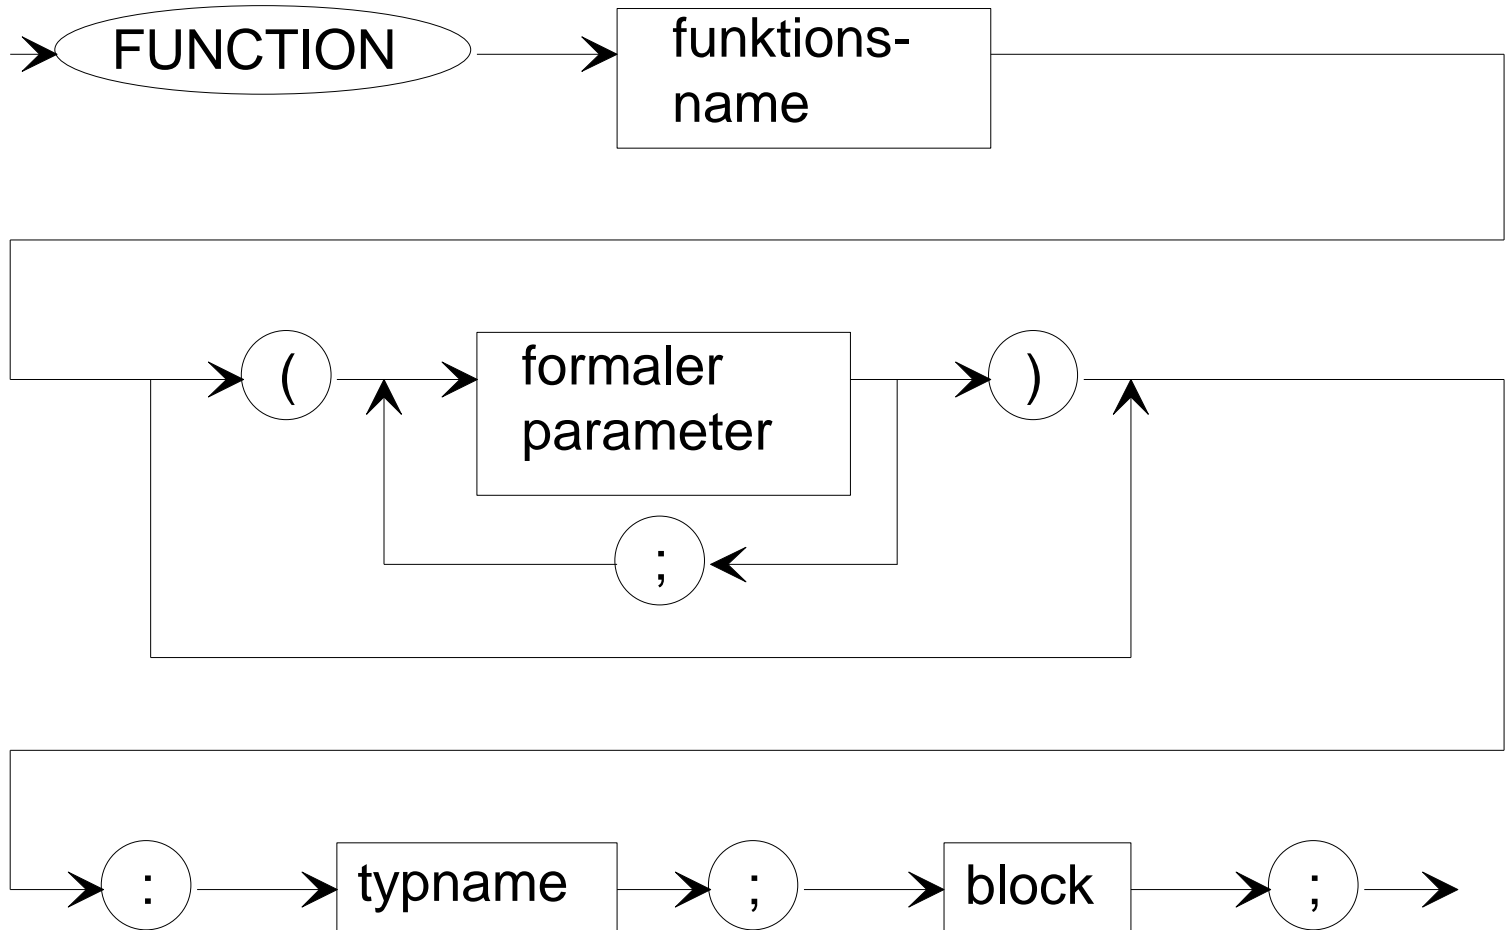 FUNCTION
funktions-
name
(
formaler
parameter
)
;
:
typname
;
block
;